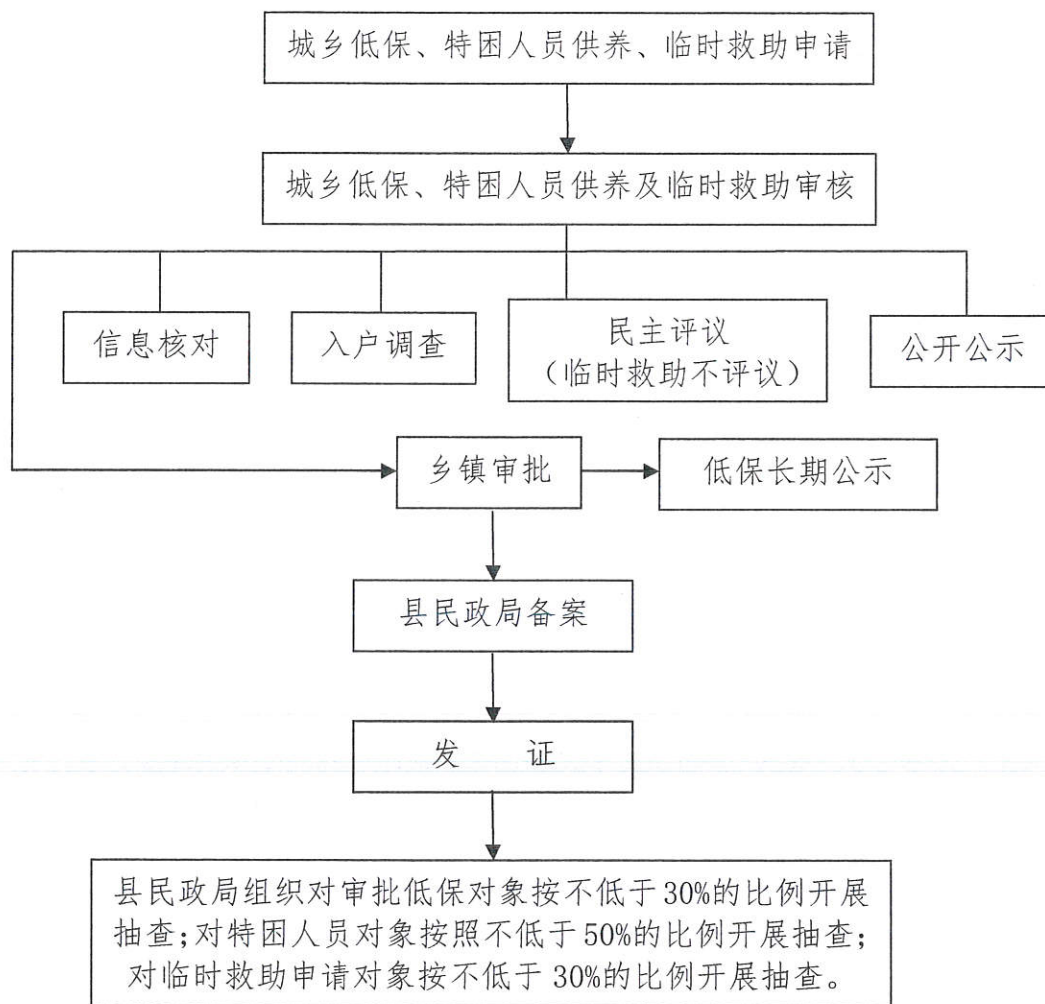 城乡低保、特困人员供养、临时救助申请
城乡低保、特困人员供养及临时救助审核
信息核对
入户调查
民主评议
（临时救助不评议）
公开公示
乡镇审批
低保长期公示
县民政局备案
发 证
县民政局组织对审批低保对象按不低于30%的比例开展
抽查;对特困人员对象按照不低于50%的比例开展抽查;
对临时救助申请对象按不低于30%的比例开展抽查。